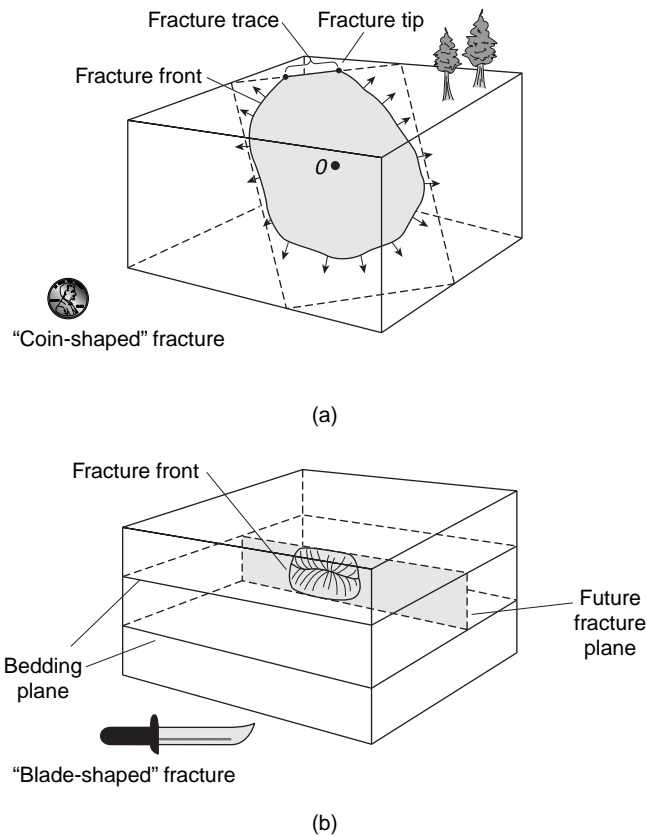 Fracture trace
Fracture tip
Fracture front
O
“Coin-shaped” fracture
(a)
Fracture front
Future
fracture
plane
Bedding
plane
“Blade-shaped” fracture
(b)